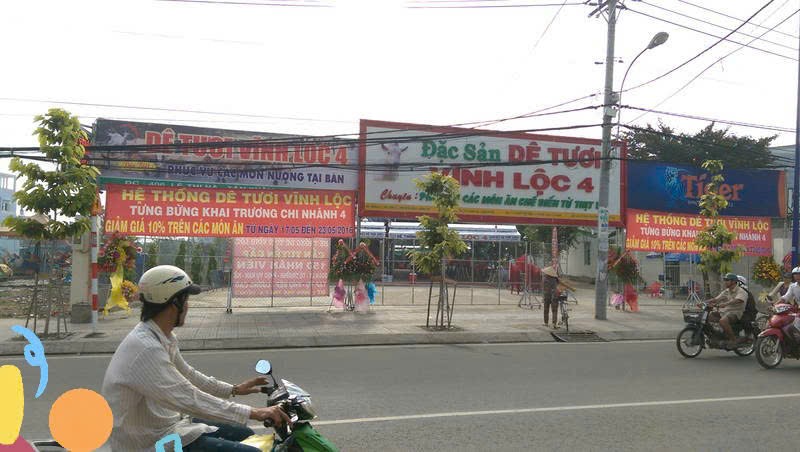 DÊ TƯƠI VĨNH LỘC 4
PHỤC VỤ CÁC MÓN NƯỚNG TẠI BÀN
HỆ THỐNG DÊ TƯƠI VĨNH LỘC
TƯNG BỪNG KHAI TRƯƠNG CHI NHÁNH 4
GIẢM GIÁ 10% TRÊN CÁC MÓN ĂN TỪ NGÀY 17.05 ĐẾN 23.05 2016
Đặc Sản DÊ TƯƠI
VĨNH LỘC 4
Chuyên : CÁC MÓN ĂN CHẾ BIẾN TỪ THỊT
Tiger
HỆ THỐNG DÊ TƯƠI VĨNH LỘC
TƯNG BỪNG KHAI TRƯƠNG CHI NHÁNH 4
GIẢM GIÁ 10% TRÊN CÁC